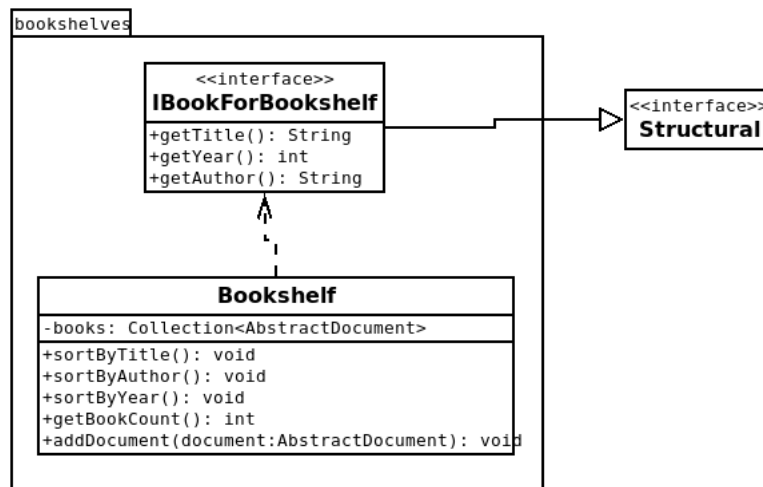 bookshelves
<<interface>>
IBookForBookshelf
+getTitle(): String
+getYear(): int
+getAuthor(): String
<<interface>>
Structural
Bookshelf
-books: Collection<AbstractDocument>
+sortByTitle(): void
+sortByAuthor(): void
+sortByYear(): void
+getBookCount(): int
+addDocument(document:AbstractDocument): void